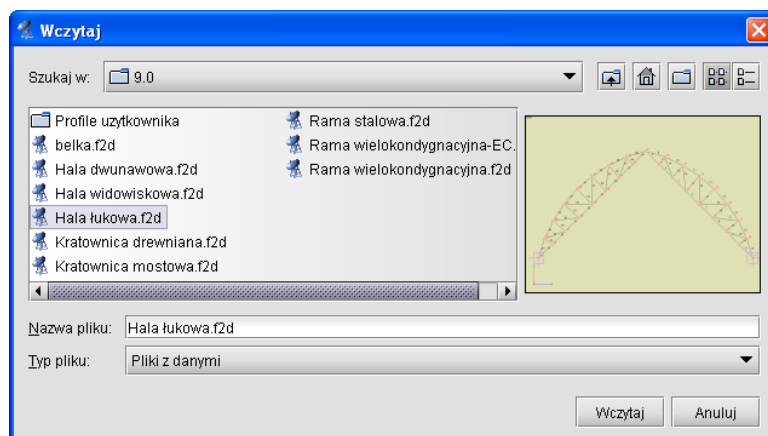 Wczytaj
Szukaj w: 9.0
Profile uzytkownika
belka.f2d
Hala dwunawowa.f2d
Hala widowiskowa.f2d
Hala łukowa.f2d
Kratownica drewniana.f2d
Kratownica mostowa.f2d
Rama stalowa.f2d
Rama wielokondygnacyjna-EC.
Rama wielokondygnacyjna.f2d
Nazwa pliku: Hala łukowa.f2d
Typ pliku: Pliki z danymi
Wczytaj Anuluj